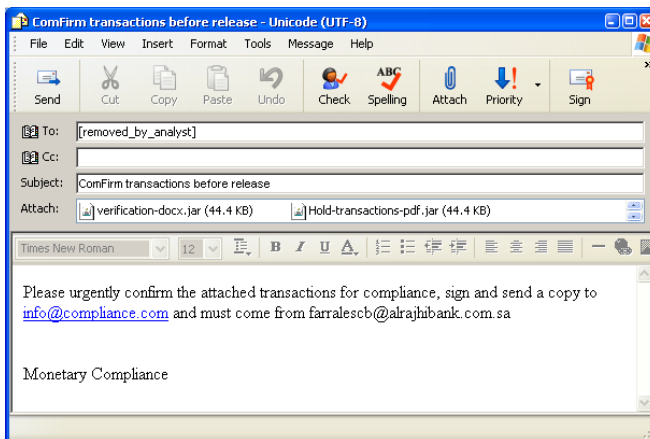 ComFirm transactions before release - Unicode (UTF-8)
File Edit View Insert Format Tools Message Help
Send Cut Copy Paste Undo Check Spelling Attach Priority Sign
ABC
To: [removed_by_analyst]
Cc:
Subject: ComFirm transactions before release
Attach: verification-docx.jar (44.4 KB) Hold-transactions-pdf.jar (44.4 KB)
Times New Roman 12 B I U A
Please urgently confirm the attached transactions for compliance, sign and send a copy to
info@compliance.com and must come from farralescb@alrajhibank.com.sa
Monetary Compliance